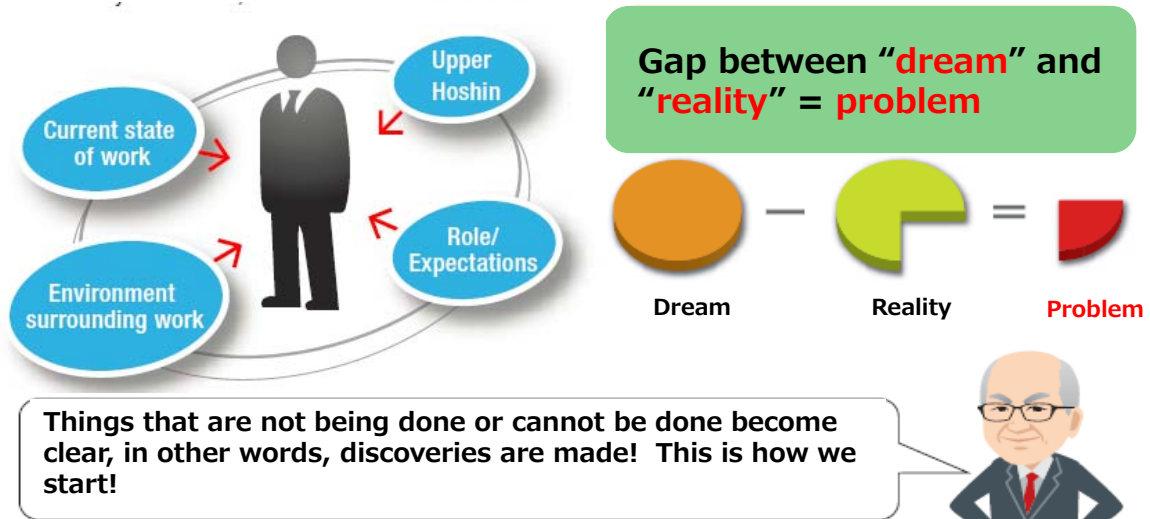 Upper
Hoshin
Current state
of work
Role/
Expectations
Environment
surrounding work
Gap between “dream” and
“reality” = problem
Dream
Reality
Problem
Things that are not being done or cannot be done become
clear, in other words, discoveries are made! This is how we
start!